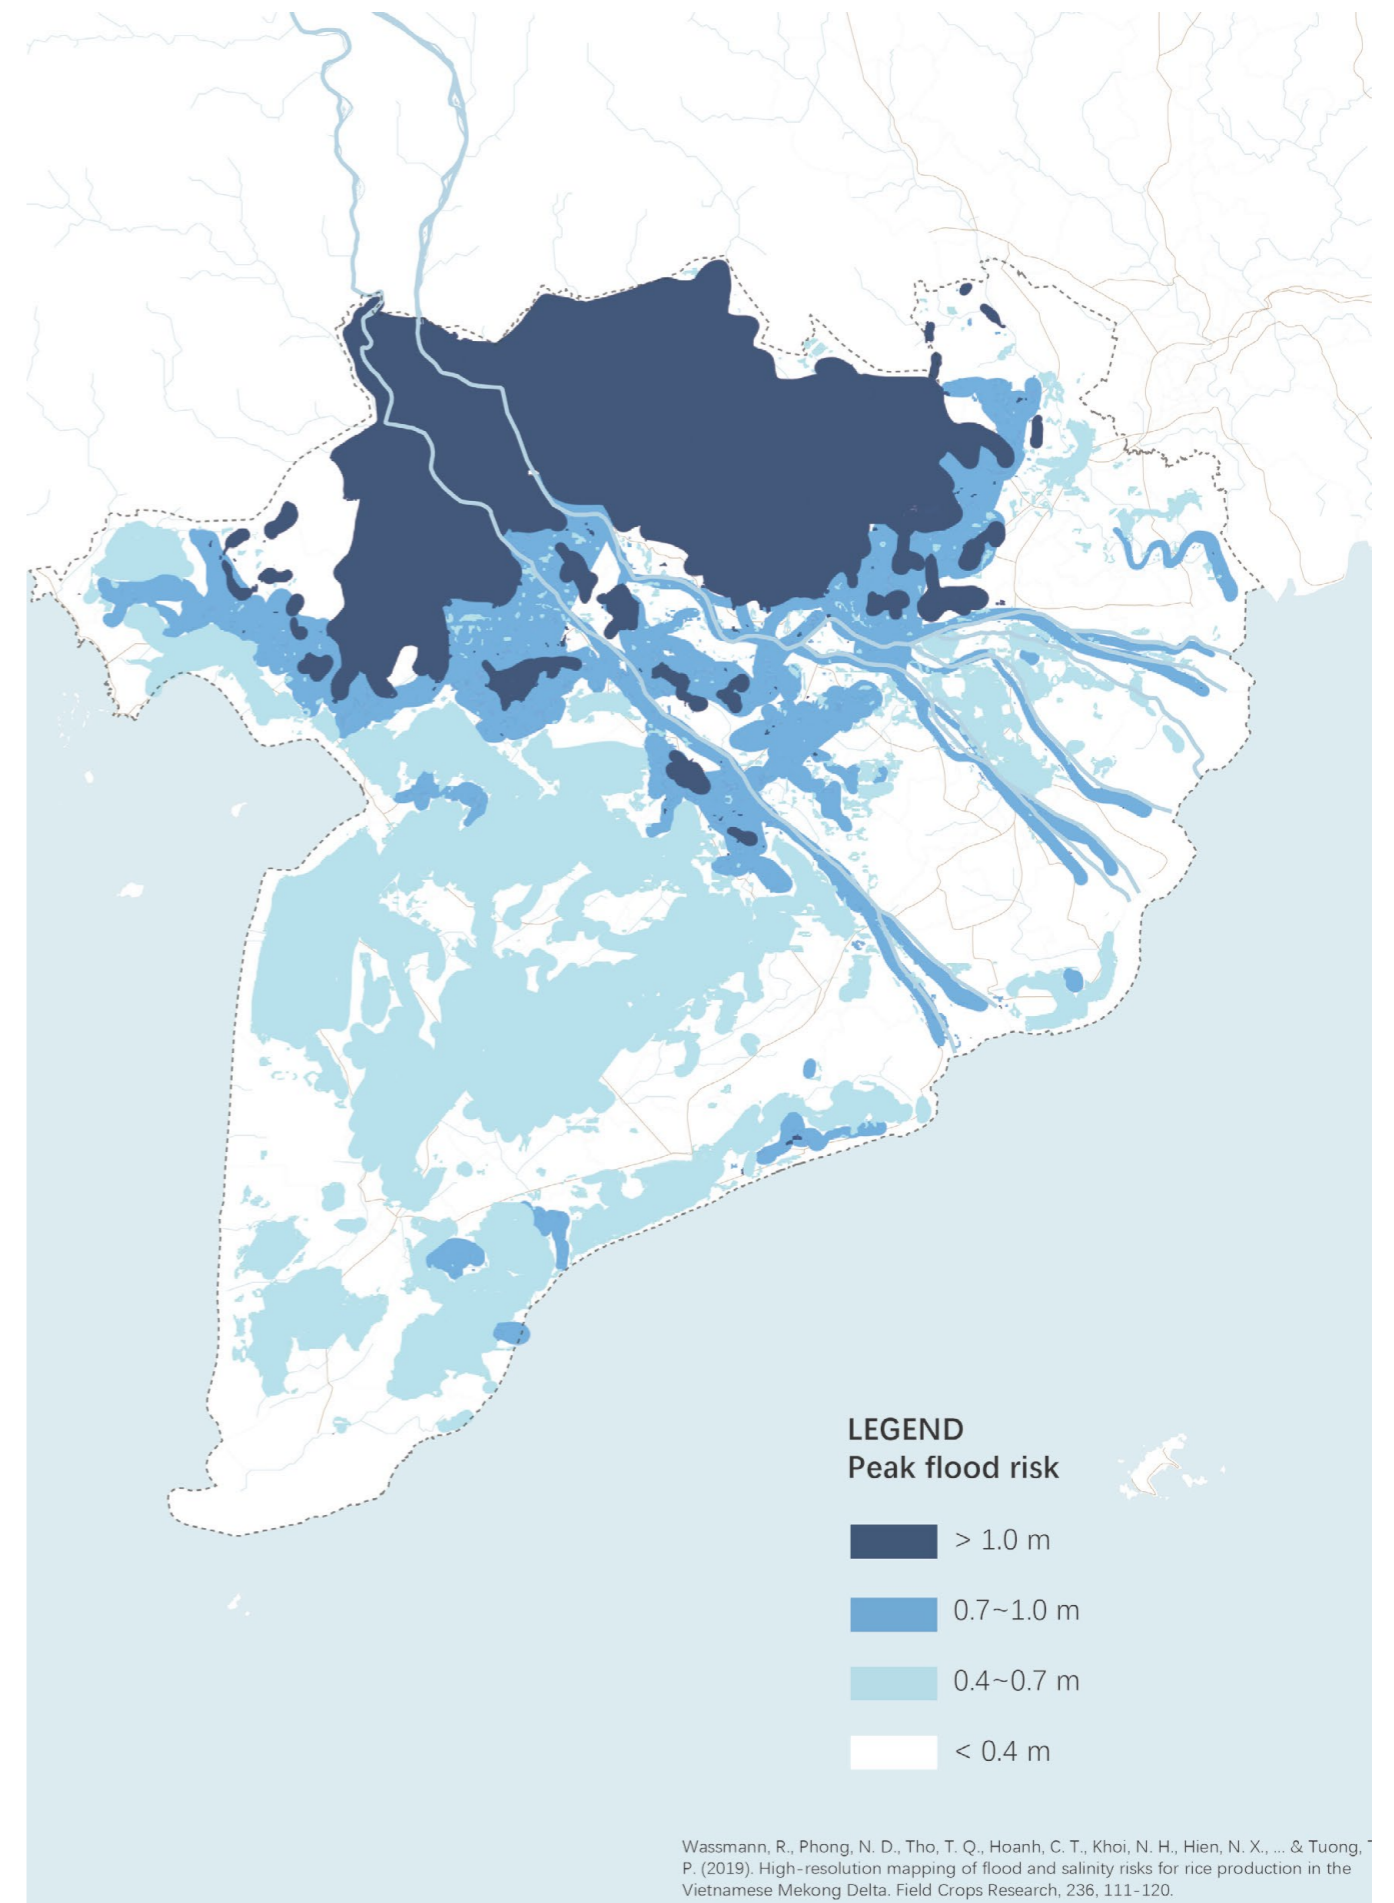 LEGEND
Peak flood risk
> 1.0 m
0.7~1.0 m
0.4~0.7 m
< 0.4 m
Wassmann, R., Phong, N. D., Tho, T. Q., Hoanh, C. T., Khoi, N. H., Hien, N. X., ... & Tuong, T
P. (2019). High-resolution mapping of flood and salinity risks for rice production in the
Vietnamese Mekong Delta. Field Crops Research, 236, 111-120.